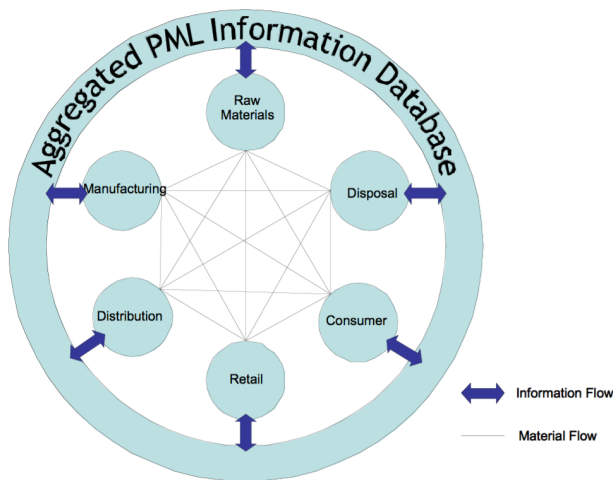 Aggregated PML Information Database
Raw
Materials
Manufacturing
Disposal
Distribution
Consumer
Retail
Information Flow
Material Flow